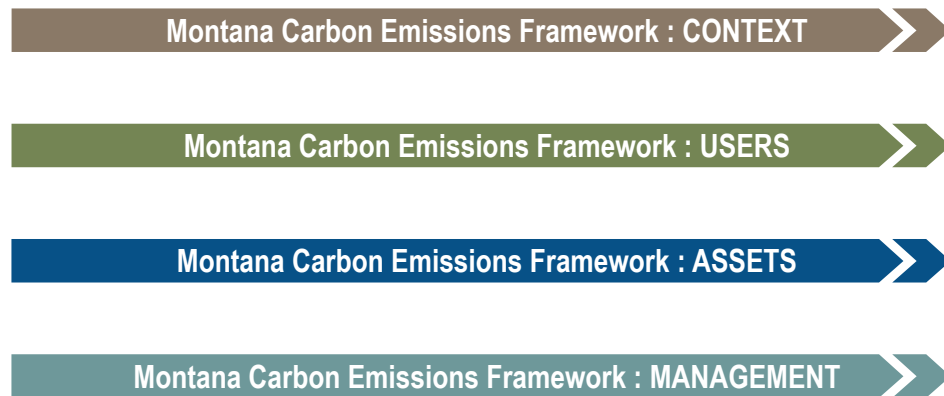 Montana Carbon Emissions Framework : CONTEXT
Montana Carbon Emissions Framework : USERS
Montana Carbon Emissions Framework : ASSETS
Montana Carbon Emissions Framework : MANAGEMENT